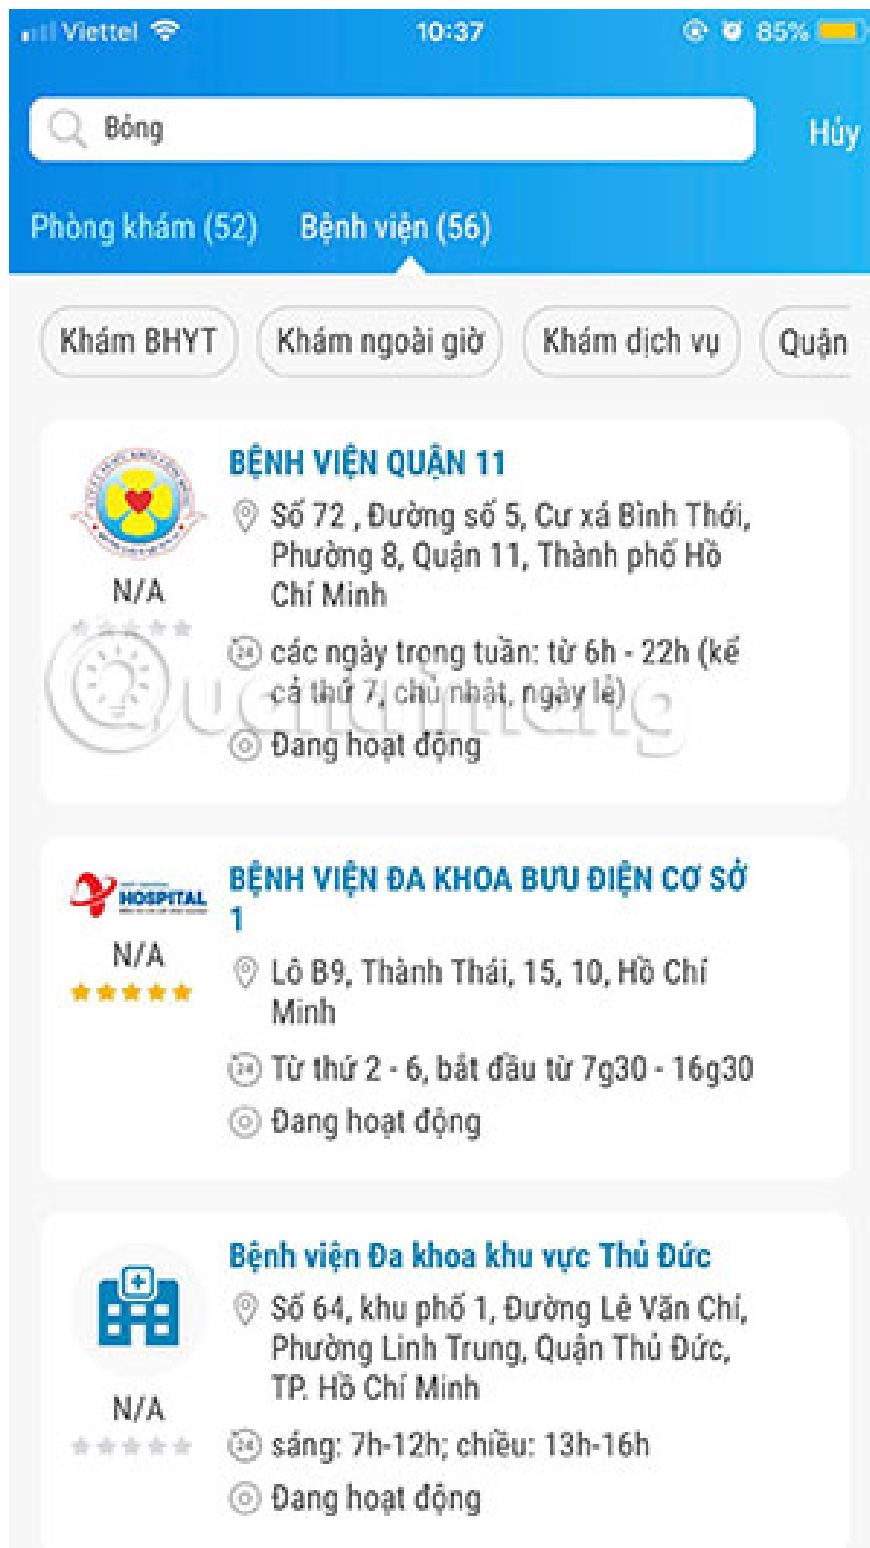 Viettel 10:37 85%
Bỏng
Hủy
Phòng khám (52) Bệnh viện (56)
Khám BHYT Khám ngoài giờ Khám dịch vụ Quận
BỆNH VIỆN QUẬN 11
Số 72 , Đường số 5, Cư xá Bình Thới,
Phường 8, Quận 11, Thành phố Hồ
Chí Minh
N/A
24 các ngày trong tuần: từ 6h - 22h (kể
cả thứ 7, chủ nhật, ngày lễ)
Quantrimang
Đang hoạt động
HOSPITAL
BỆNH VIỆN ĐA KHOA BƯU ĐIỆN CƠ SỞ
1
N/A
Lô B9, Thành Thái, 15, 10, Hồ Chí
Minh
24 Từ thứ 2 - 6, bắt đầu từ 7g30 - 16g30
Đang hoạt động
Bệnh viện Đa khoa khu vực Thủ Đức
Số 64, khu phố 1, Đường Lê Văn Chí,
Phường Linh Trung, Quận Thủ Đức,
TP. Hồ Chí Minh
N/A
24 sáng: 7h-12h; chiều: 13h-16h
Đang hoạt động